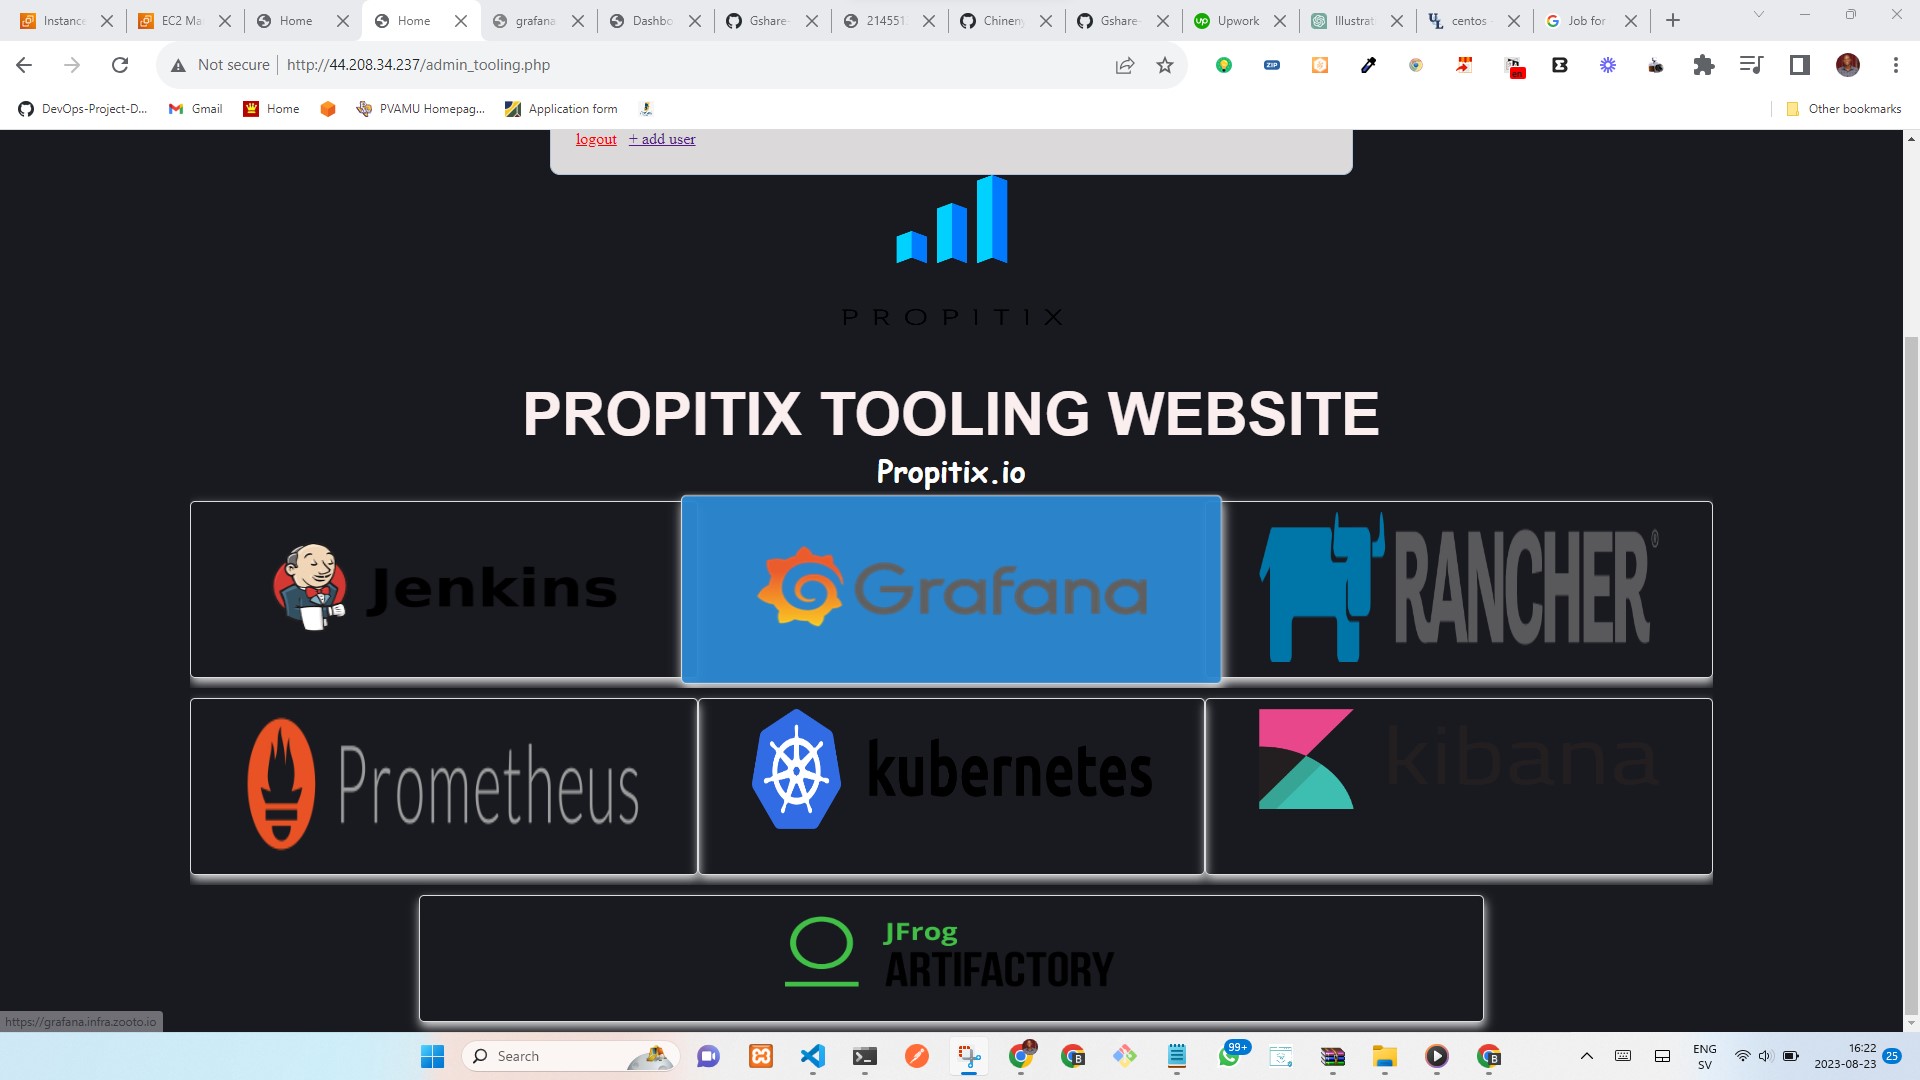 Instance
EC2 Ma
Home
Home
grafana
Dashbo
Gshare-
214551
Chineny
Gshare-
Upwork
Illustrat
centos
Job for
Not secure
http://44.208.34.237/admin_tooling.php
DevOps-Project-D...
Gmail
Home
PVAMU Homepag...
Application form
Other bookmarks
logout + add user
PROPITIX
PROPITIX TOOLING WEBSITE
Propitix.io
Jenkins
Grafana
RANCHER®
Prometheus
kubernetes
kibana
JFrog
ARTIFACTORY
https://grafana.infra.zooto.io
Search
99+
ENG
SV
16:22
2023-08-23
25